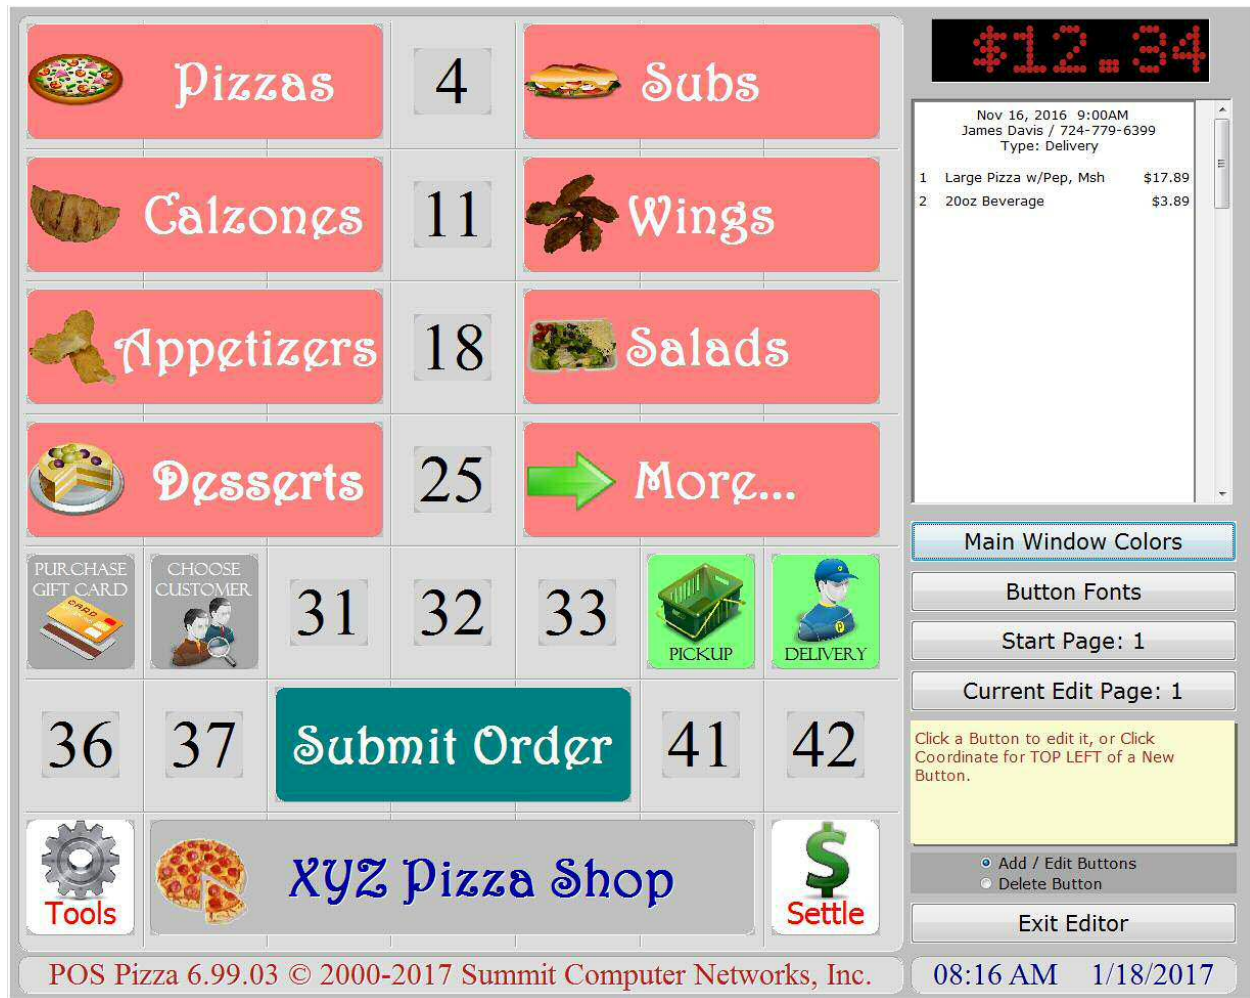 Pizzas
4
Subs
Calzones
11
Wings
Appetizers
18
Salads
Desserts
25
More...
PURCHASE
GIFT CARD
CARD
CHOOSE
CUSTOMER
31
32
33
PICKUP
P
DELIVERY
36
37
Submit Order
41
42
Tools
XYZ Pizza Shop
$
Settle
POS Pizza 6.99.03 © 2000-2017 Summit Computer Networks, Inc.
$12.34
Nov 16, 2016 9:00AM
James Davis / 724-779-6399
Type: Delivery
1 Large Pizza w/Pep, Msh $17.89
2 20oz Beverage $3.89
Main Window Colors
Button Fonts
Start Page: 1
Current Edit Page: 1
Click a Button to edit it, or Click
Coordinate for TOP LEFT of a New
Button.
Add / Edit Buttons
Delete Button
Exit Editor
08:16 AM 1/18/2017